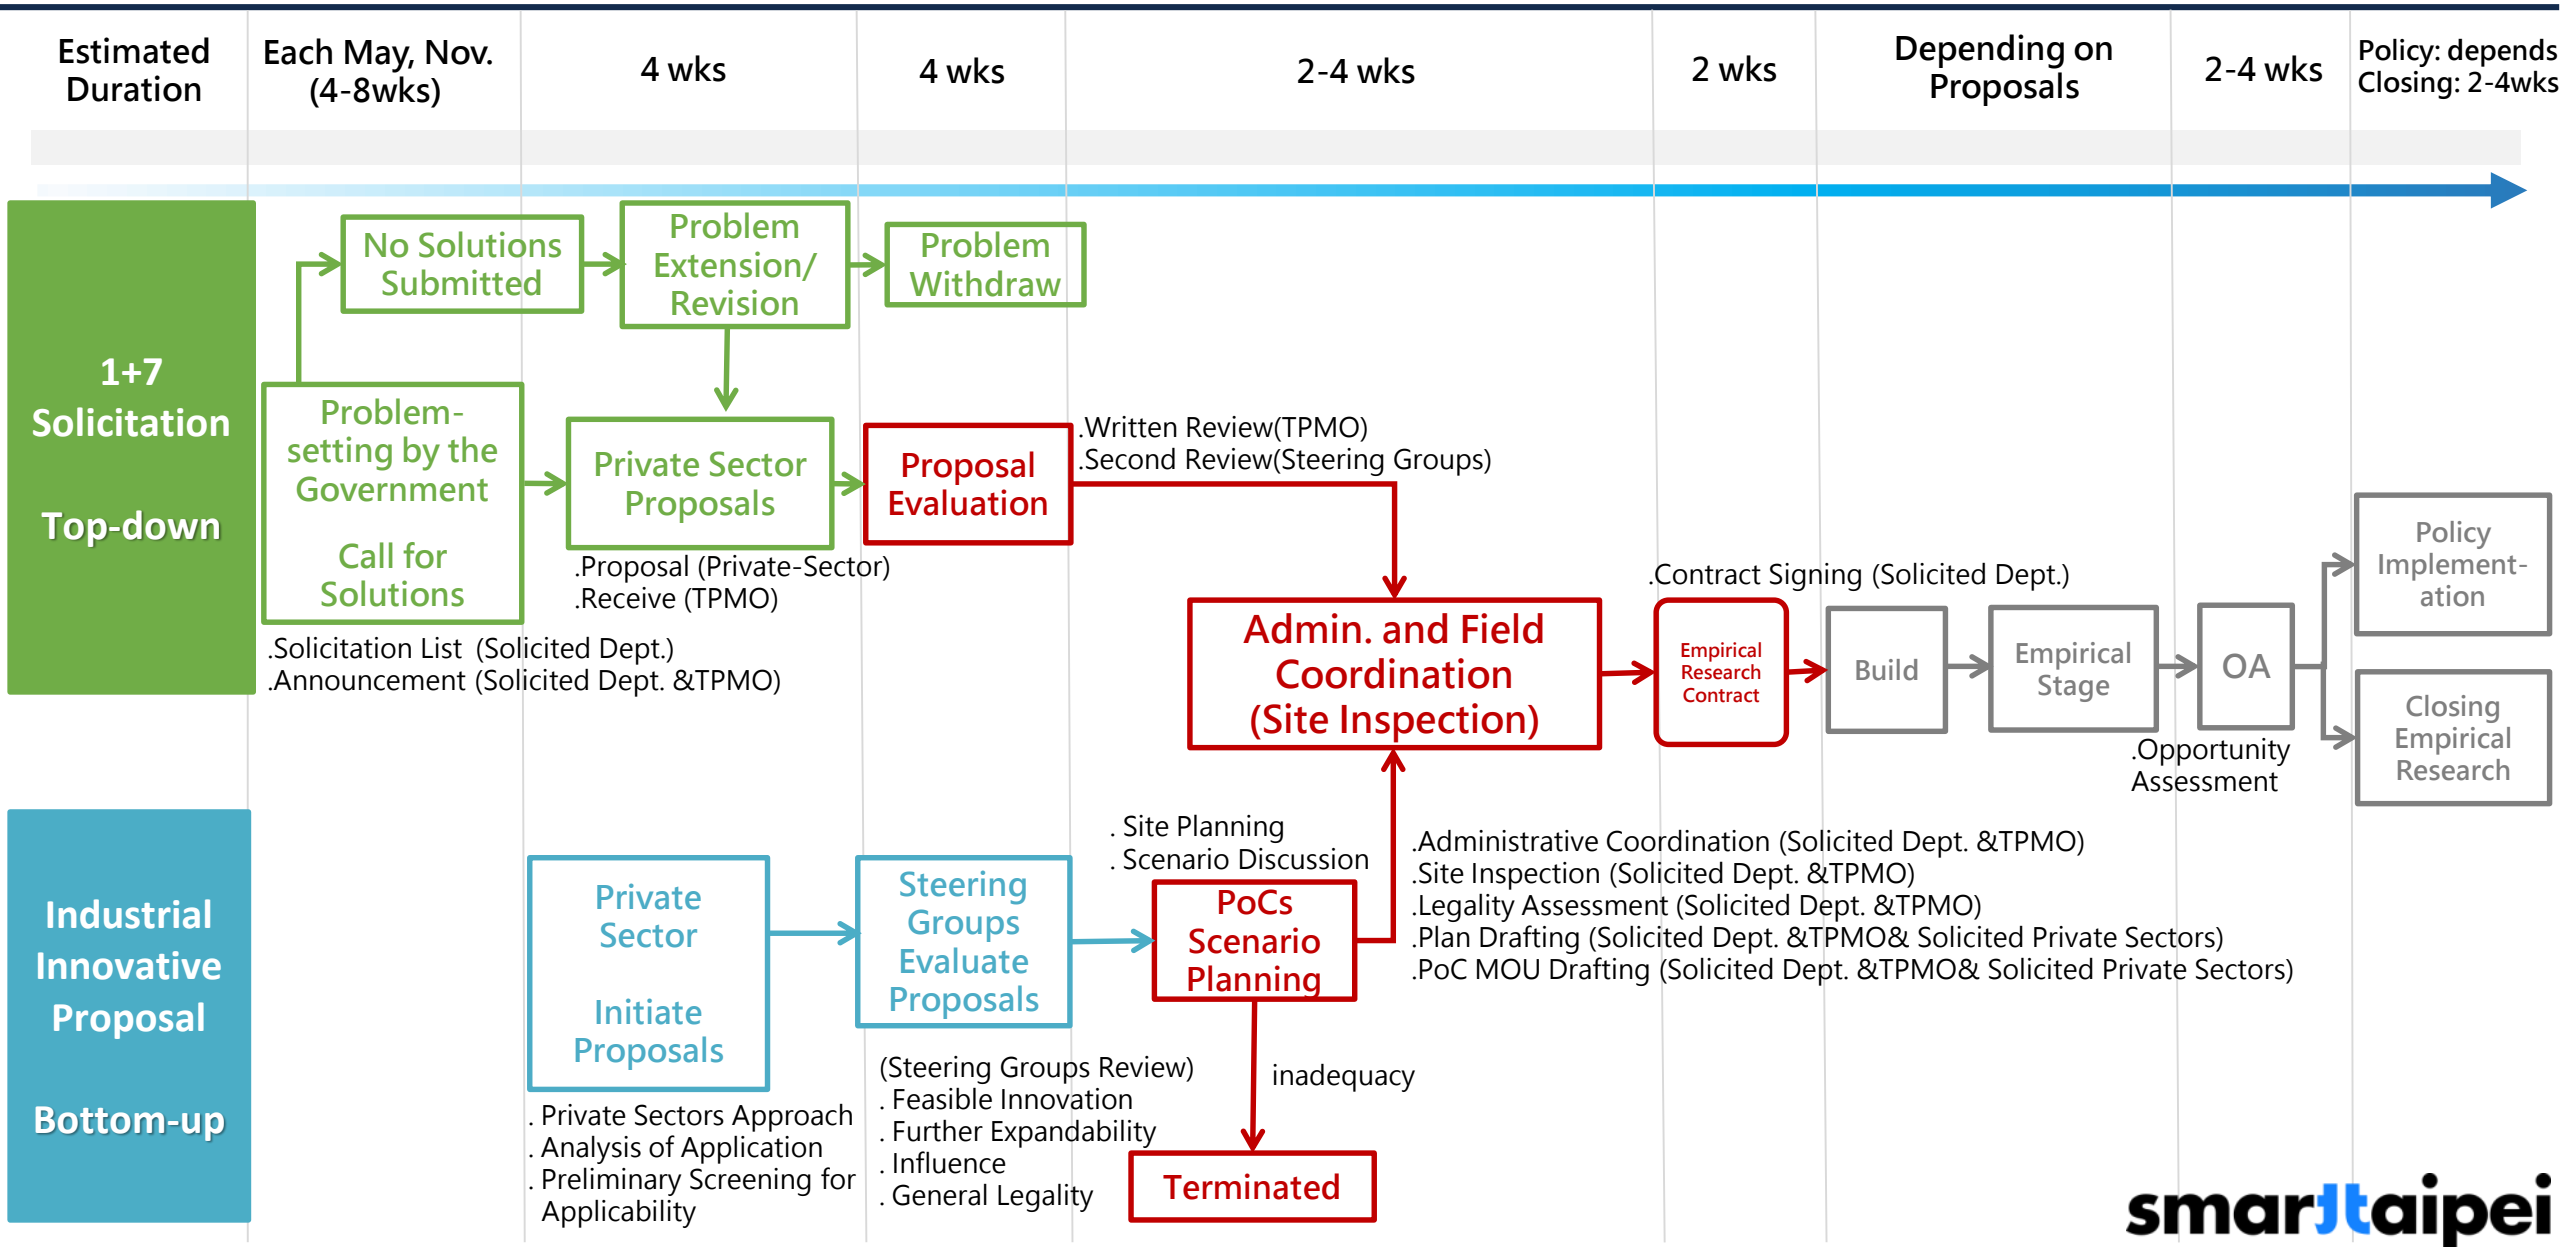 Estimated
Duration
Each May, Nov.
(4-8wks)
4 wks
4 wks
2-4 wks
2 wks
Depending on
Proposals
2-4 wks
Policy: depends
Closing: 2-4wks
1+7
Solicitation
Top-down
No Solutions
Submitted
Problem
Extension/
Revision
Problem
Withdraw
Problem-
setting by the
Government
Call for
Solutions
.Solicitation List (Solicited Dept.)
.Announcement (Solicited Dept. &TPMO)
Private Sector
Proposals
.Proposal (Private-Sector)
.Receive (TPMO)
Proposal
Evaluation
.Written Review(TPMO)
.Second Review(Steering Groups)
Admin. and Field
Coordination
(Site Inspection)
.Contract Signing (Solicited Dept.)
Empirical
Research
Contract
Build
Empirical
Stage
OA
.Opportunity
Assessment
Policy
Implement-
ation
Closing
Empirical
Research
Industrial
Innovative
Proposal
Bottom-up
Private
Sector
Initiate
Proposals
. Private Sectors Approach
. Analysis of Application
. Preliminary Screening for
Applicability
Steering
Groups
Evaluate
Proposals
(Steering Groups Review)
. Feasible Innovation
. Further Expandability
. Influence
. General Legality
. Site Planning
. Scenario Discussion
PoCs
Scenario
Planning
inadequacy
Terminated
.Administrative Coordination (Solicited Dept. &TPMO)
.Site Inspection (Solicited Dept. &TPMO)
.Legality Assessment (Solicited Dept. &TPMO)
.Plan Drafting (Solicited Dept. &TPMO& Solicited Private Sectors)
.PoC MOU Drafting (Solicited Dept. &TPMO& Solicited Private Sectors)
smarttaipei